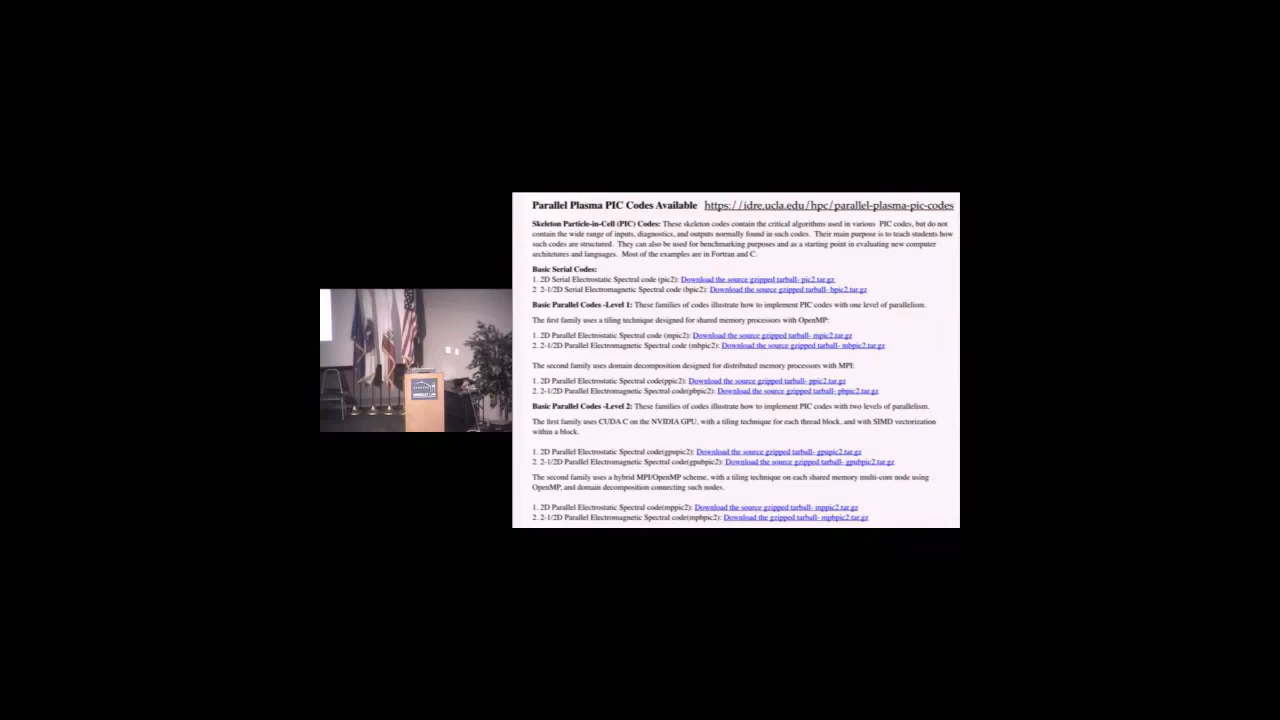 Parallel Plasma PIC Codes Available https://idre.ucla.edu/hpc/parallel-plasma-pic-codes
Skeleton Particle-in-Cell (PIC) Codes: These skeleton codes contain the critical algorithms used in various PIC codes, but do not
contain the wide range of inputs, diagnostics, and outputs normally found in such codes. Their main purpose is to teach students how
such codes are structured. They can also be used for benchmarking purposes and as a starting point in evaluating new computer
architetures and languages. Most of the examples are in Fortran and C.
Basic Serial Codes:
1. 2D Serial Electrostatic Spectral code (pic2): Download the source gzipped tarball- pic2.tar.gz
2 2-1/2D Serial Electromagnetic Spectral code (bpic2): Download the source gzipped tarball- bpic2.tar.gz
Basic Parallel Codes -Level 1: These families of codes illustrate how to implement PIC codes with one level of parallelism.
The first family uses a tiling technique designed for shared memory processors with OpenMP:
1. 2D Parallel Electrostatic Spectral code (mpic2): Download the source gzipped tarball- mpic2.tar.gz
2. 2-1/2D Parallel Electromagnetic Spectral code (mbpic2): Download the source gzipped tarball- mbpic2.tar.gz
The second family uses domain decomposition designed for distributed memory processors with MPI:
1. 2D Parallel Electrostatic Spectral code(ppic2): Download the source gzipped tarball- ppic2.tar.gz
2. 2-1/2D Parallel Electromagnetic Spectral code(pbpic2): Download the source gzipped tarball- pbpic2.tar.gz
Basic Parallel Codes -Level 2: These families of codes illustrate how to implement PIC codes with two levels of parallelism.
The first family uses CUDA C on the NVIDIA GPU, with a tiling technique for each thread block, and with SIMD vectorization
within a block.
1. 2D Parallel Electrostatic Spectral code(gpupic2): Download the source gzipped tarball- gpupic2.tar.gz
2. 2-1/2D Parallel Electromagnetic Spectral code(gpubpic2): Download the source gzipped tarball- gpubpic2.tar.gz
The second family uses a hybrid MPI/OpenMP scheme, with a tiling technique on each shared memory multi-core node using
OpenMP, and domain decomposition connecting such nodes.
1. 2D Parallel Electrostatic Spectral code(mppic2): Download the source gzipped tarball- mppic2.tar.gz
2. 2-1/2D Parallel Electromagnetic Spectral code(mpbpic2): Download the gzipped tarball- mpbpic2.tar.gz